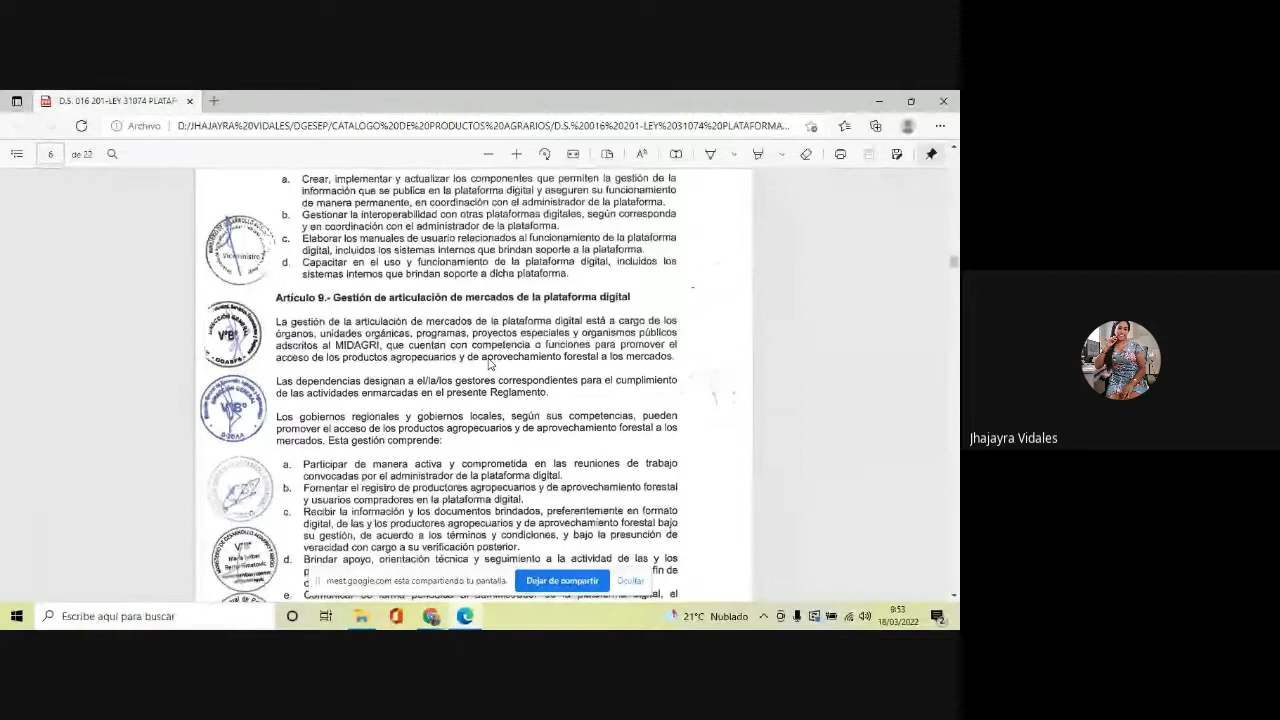 D.S. 016 201-LEY 31074 PLATAF
Archivo
D:/JHAJAYRA%20VIDALES/DGESEP/CATALOGO%20DE%20PRODUCTOS%20AGRARIOS/D.S.%20016%20201-LEY%2031074%20PLATAFORMA...
6 de 22
a. Crear, implementar y actualizar los componentes que permiten la gestión de la
información que se publica en la plataforma digital y aseguren su funcionamiento
de manera permanente, en coordinación con el administrador de la plataforma.
b. Gestionar la interoperabilidad con otras plataformas digitales, según corresponda
y en coordinación con el administrador de la plataforma.
c. Elaborar los manuales de usuario relacionados al funcionamiento de la plataforma
digital, incluidos los sistemas internos que brindan soporte a la plataforma.
d. Capacitar en el uso y funcionamiento de la plataforma digital, incluidos los
sistemas internos que brindan soporte a dicha plataforma.
Viceministro
Artículo 9.- Gestión de articulación de mercados de la plataforma digital
La gestión de la articulación de mercados de la plataforma digital está a cargo de los
órganos, unidades orgánicas, programas, proyectos especiales y organismos públicos
adscritos al MIDAGRI, que cuentan con competencia o funciones para promover el
acceso de los productos agropecuarios y de aprovechamiento forestal a los mercados.
VºBº
Las dependencias designan a el/la/los gestores correspondientes para el cumplimiento
de las actividades enmarcadas en el presente Reglamento.
VºBº
Los gobiernos regionales y gobiernos locales, según sus competencias, pueden
promover el acceso de los productos agropecuarios y de aprovechamiento forestal a los
mercados. Esta gestión comprende:
a. Participar de manera activa y comprometida en las reuniones de trabajo
convocadas por el administrador de la plataforma digital.
b. Fomentar el registro de productores agropecuarios y de aprovechamiento forestal
y usuarios compradores en la plataforma digital.
c. Recibir la información y los documentos brindados, preferentemente en formato
digital, de las y los productores agropecuarios y de aprovechamiento forestal bajo
su gestión, de acuerdo a los términos y condiciones, y bajo la presunción de
veracidad con cargo a su verificación posterior.
d. Brindar apoyo, orientación técnica y seguimiento a la actividad de las y los
fin de
meet.google.com está compartiendo tu pantalla.
Dejar de compartir
Ocultar
Escribe aquí para buscar
21°C Nublado
9:53
18/03/2022
Jhajayra Vidales